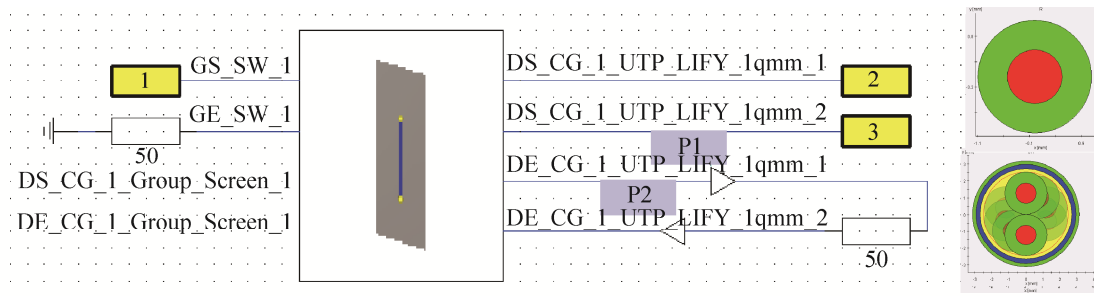 GS_SW_1
1
GE_SW_1
50
DS_CG_1_Group_Screen_1
DE_CG_1_Group_Screen_1
DS_CG_1_UTP_LIFY_1qmm_1
2
DS_CG_1_UTP_LIFY_1qmm_2
3
P1
DE_CG_1_UTP_LIFY_1qmm_1
P2
DE_CG_1_UTP_LIFY_1qmm_2
50